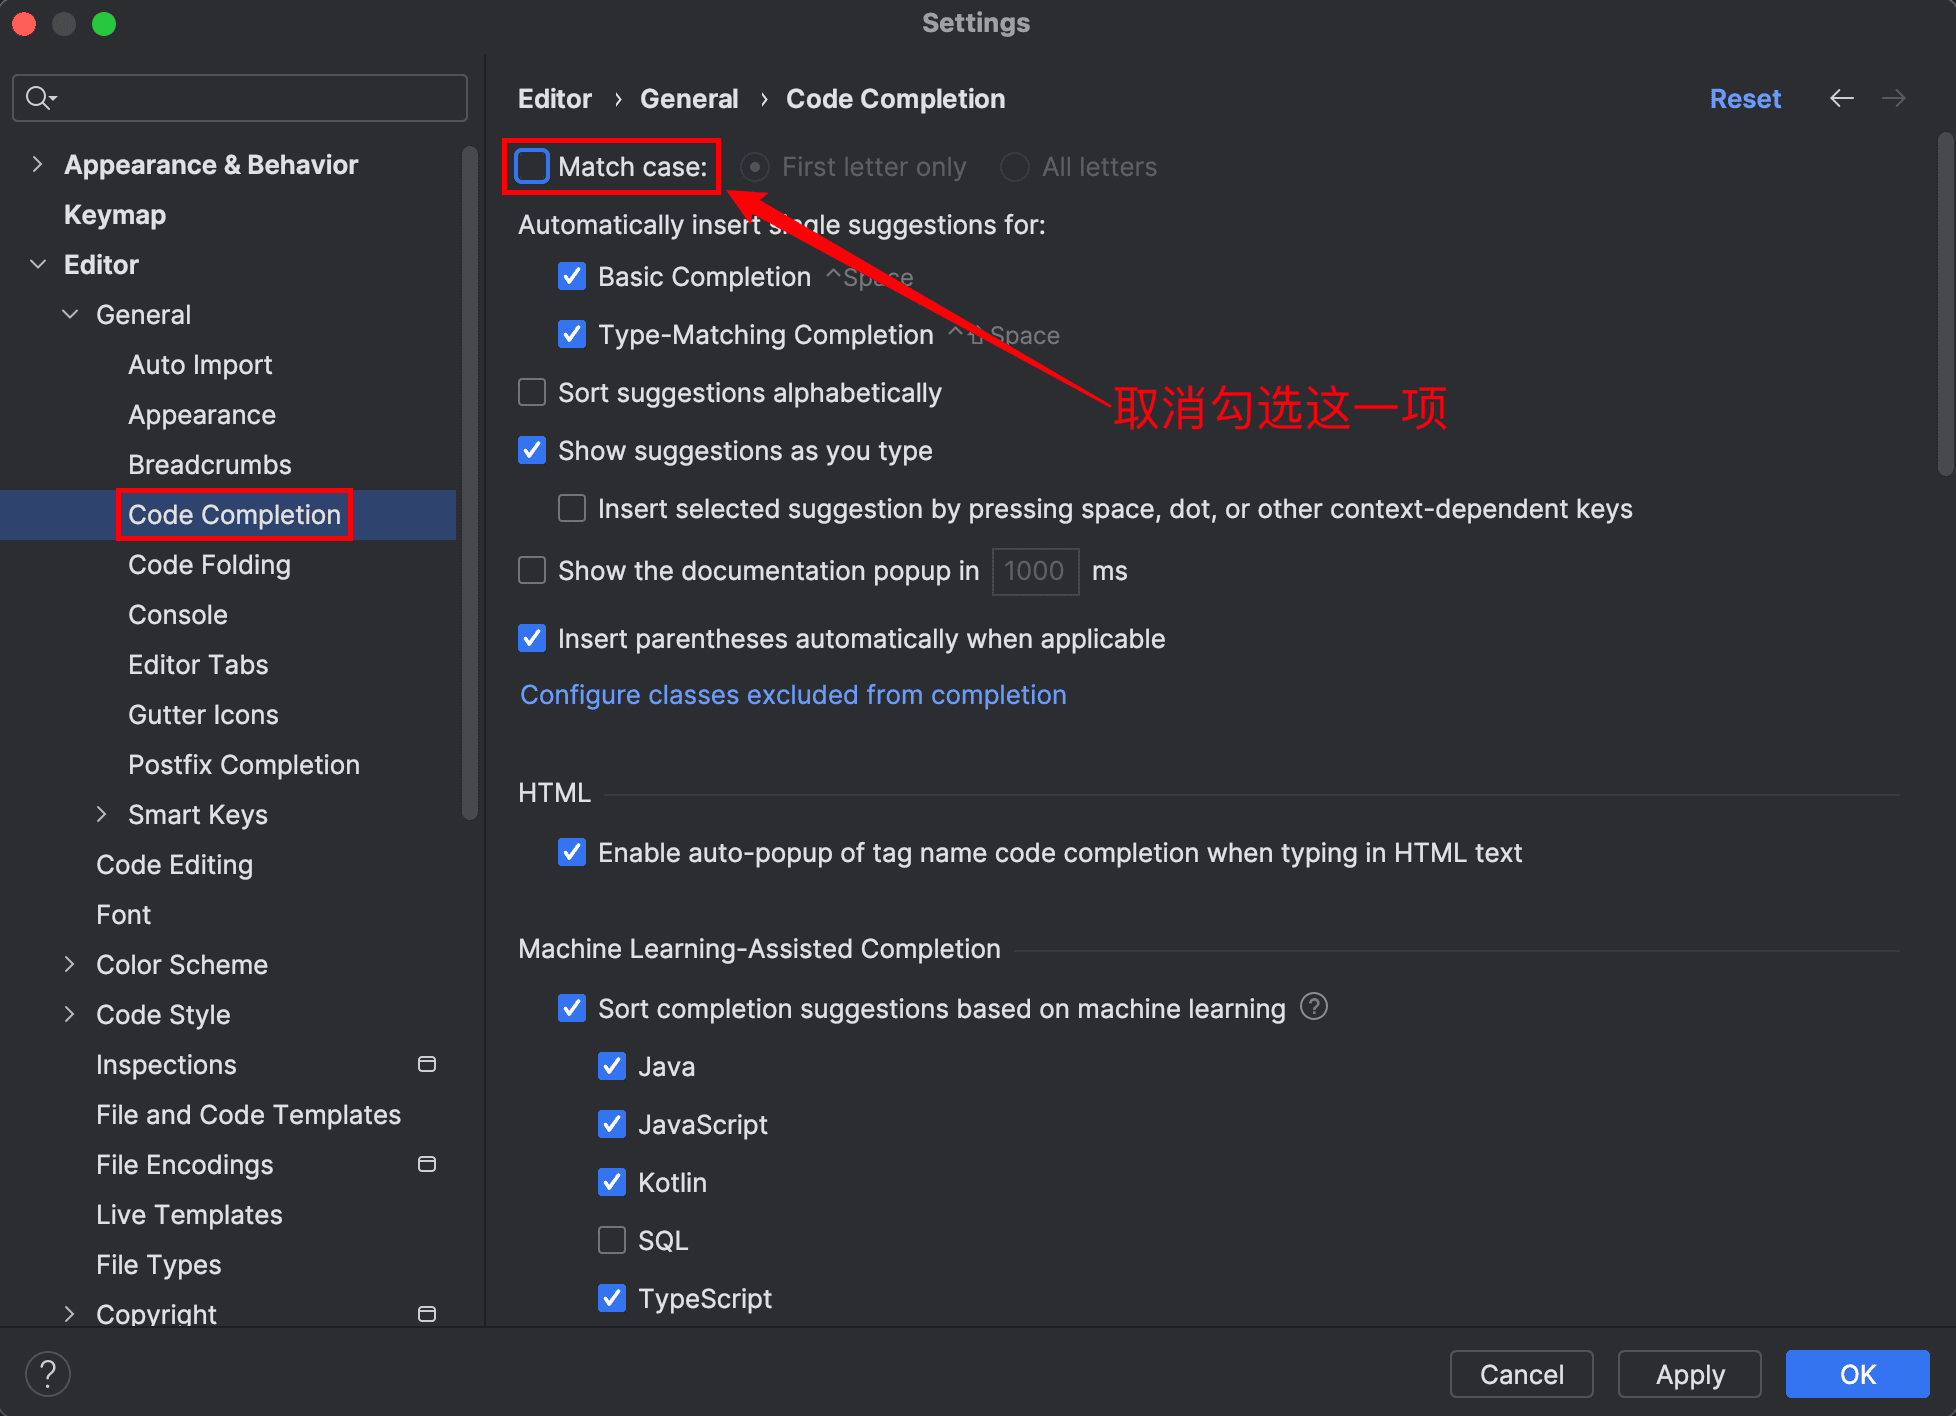 Settings
Appearance & Behavior
Keymap
Editor
General
Auto Import
Appearance
Breadcrumbs
Code Completion
Code Folding
Console
Editor Tabs
Gutter Icons
Postfix Completion
Smart Keys
Code Editing
Font
Color Scheme
Code Style
Inspections
File and Code Templates
File Encodings
Live Templates
File Types
Copyright
Editor › General › Code Completion
Reset
Match case: First letter only All letters
Automatically insert single suggestions for:
Basic Completion ^Space
Type-Matching Completion ^⇧Space
取消勾选这一项
Sort suggestions alphabetically
Show suggestions as you type
Insert selected suggestion by pressing space, dot, or other context-dependent keys
Show the documentation popup in 1000 ms
Insert parentheses automatically when applicable
Configure classes excluded from completion
HTML
Enable auto-popup of tag name code completion when typing in HTML text
Machine Learning-Assisted Completion
Sort completion suggestions based on machine learning ?
Java
JavaScript
Kotlin
SQL
TypeScript
?
Cancel Apply OK